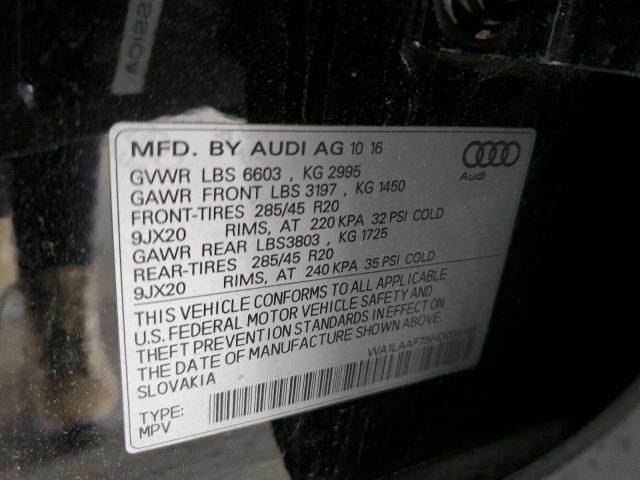 MFD. BY AUDI AG 10 16
Audi
GVWR LBS 6603 , KG 2995
GAWR FRONT LBS 3197 , KG 1450
FRONT-TIRES 285/45 R20
9JX20 RIMS, AT 220 KPA 32 PSI COLD
GAWR REAR LBS3803 , KG 1725
REAR-TIRES 285/45 R20
9JX20 RIMS, AT 240 KPA 35 PSI COLD
THIS VEHICLE CONFORMS TO ALL APPLICABLE
U.S. FEDERAL MOTOR VEHICLE SAFETY AND
THEFT PREVENTION STANDARDS IN EFFECT ON
THE DATE OF MANUFACTURE SHOWN ABOVE.
SLOVAKIA
TYPE:
MPV